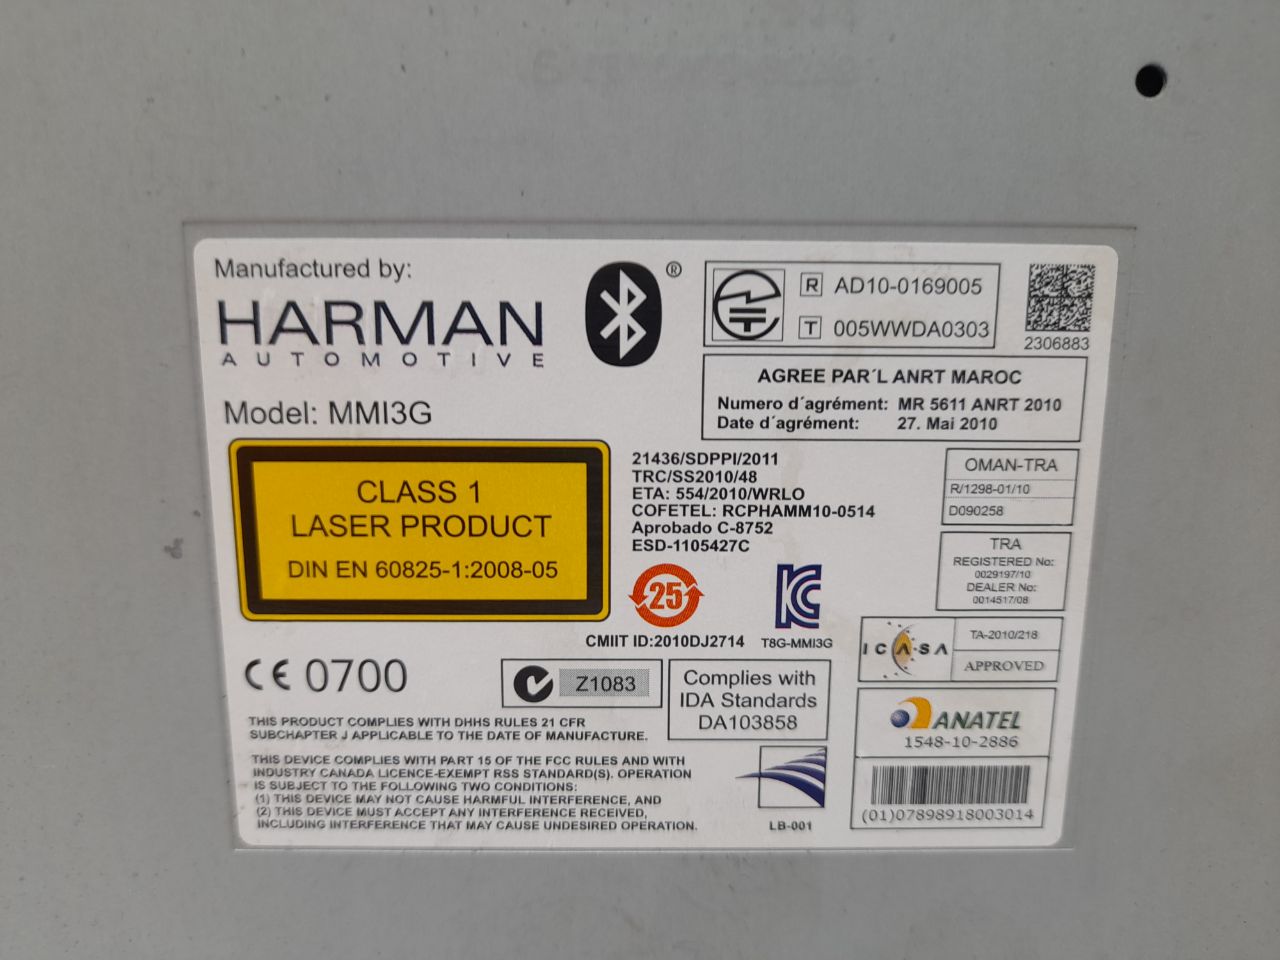 Manufactured by:
HARMAN
AUTOMOTIVE
Model: MMI3G
®
R AD10-0169005
T 005WWDA0303
2306883
AGREE PAR´L ANRT MAROC
Numero d´agrément: MR 5611 ANRT 2010
Date d´agrément: 27. Mai 2010
CLASS 1
LASER PRODUCT
DIN EN 60825-1:2008-05
21436/SDPPI/2011
TRC/SS2010/48
ETA: 554/2010/WRLO
COFETEL: RCPHAMM10-0514
Aprobado C-8752
ESD-1105427C
OMAN-TRA
R/1298-01/10
D090258
TRA
REGISTERED No:
0029197/10
DEALER No:
0014517/08
25
KC
CMIIT ID:2010DJ2714
T8G-MMI3G
ICASA
TA-2010/218
APPROVED
CE 0700
Z1083
Complies with
IDA Standards
DA103858
ANATEL
1548-10-2886
(01)07898918003014
THIS PRODUCT COMPLIES WITH DHHS RULES 21 CFR
SUBCHAPTER J APPLICABLE TO THE DATE OF MANUFACTURE.
THIS DEVICE COMPLIES WITH PART 15 OF THE FCC RULES AND WITH
INDUSTRY CANADA LICENCE-EXEMPT RSS STANDARD(S). OPERATION
IS SUBJECT TO THE FOLLOWING TWO CONDITIONS:
(1) THIS DEVICE MAY NOT CAUSE HARMFUL INTERFERENCE, AND
(2) THIS DEVICE MUST ACCEPT ANY INTERFERENCE RECEIVED,
INCLUDING INTERFERENCE THAT MAY CAUSE UNDESIRED OPERATION.
LB-001